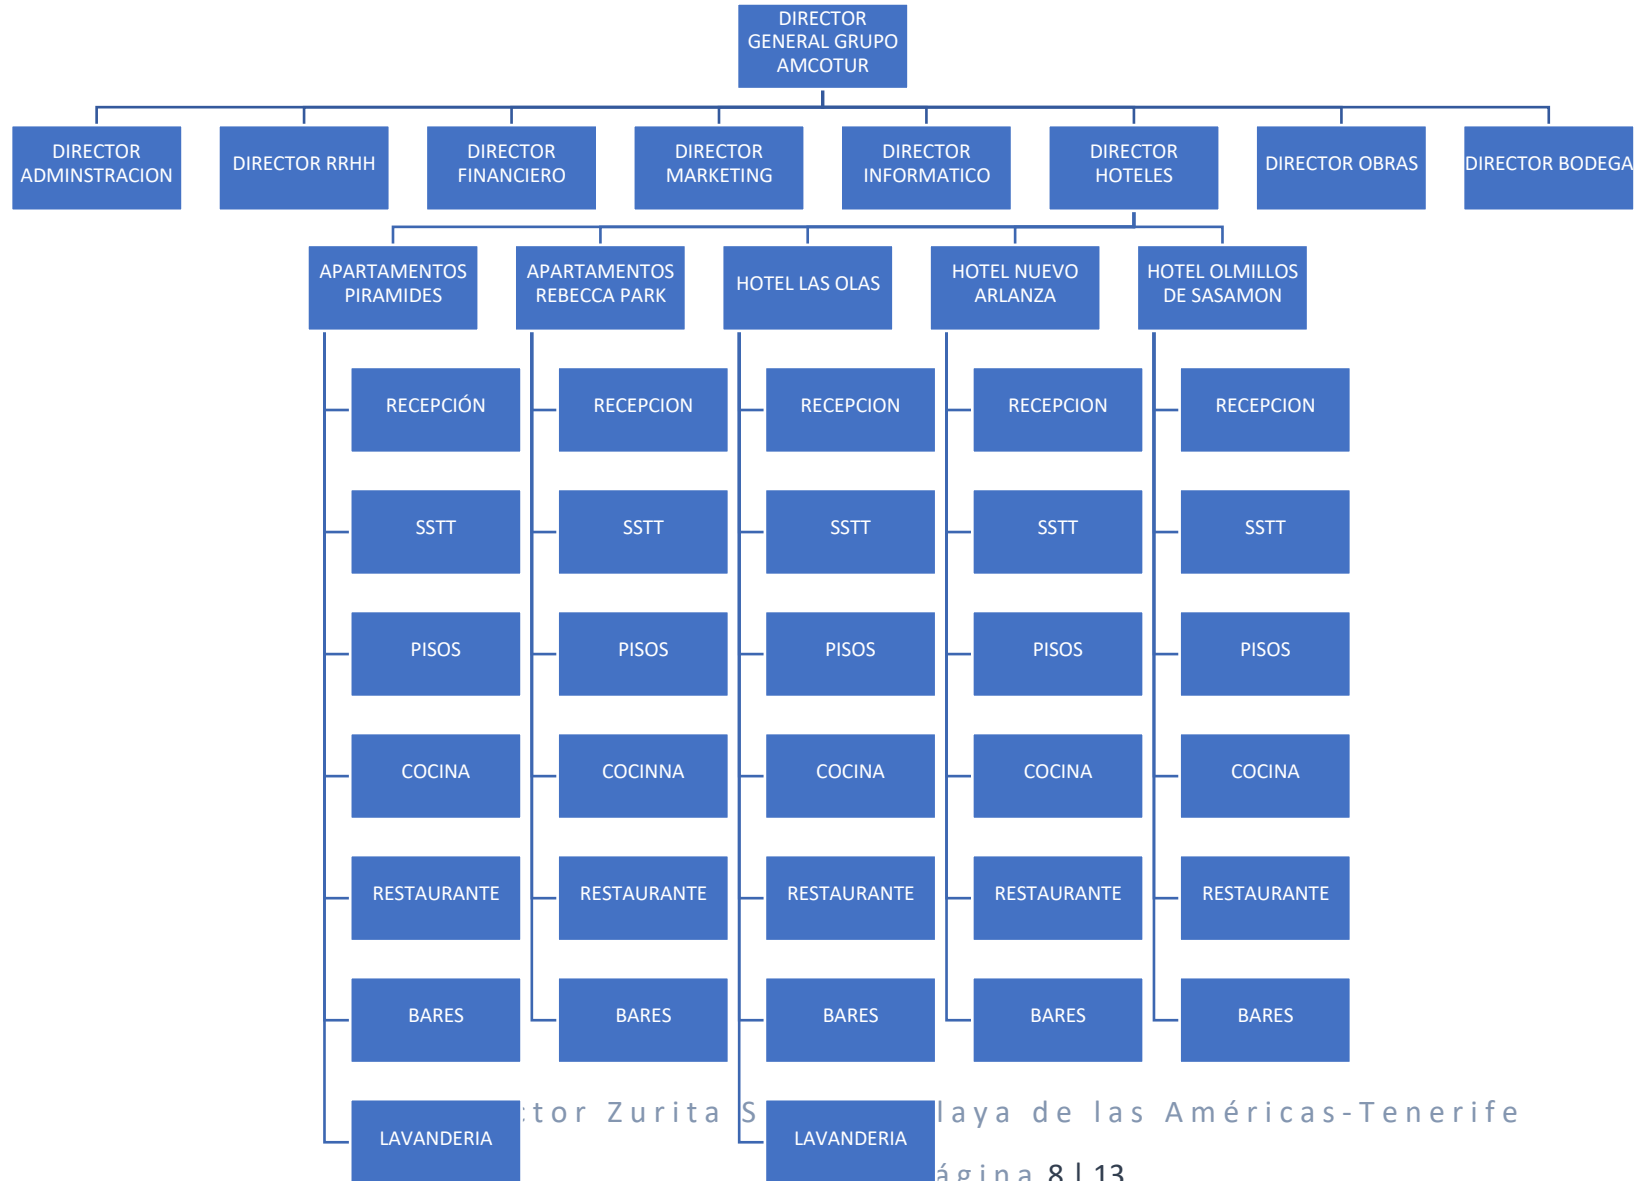 DIRECTOR
GENERAL GRUPO
AMCOTUR
DIRECTOR
ADMINSTRACION
DIRECTOR RRHH
DIRECTOR
FINANCIERO
DIRECTOR
MARKETING
DIRECTOR
INFORMATICO
DIRECTOR
HOTELES
DIRECTOR OBRAS
DIRECTOR BODEGA
APARTAMENTOS
PIRAMIDES
APARTAMENTOS
REBECCA PARK
HOTEL LAS OLAS
HOTEL NUEVO
ARLANZA
HOTEL OLMILLOS
DE SASAMON
RECEPCIÓN
RECEPCION
RECEPCION
RECEPCION
RECEPCION
SSTT
SSTT
SSTT
SSTT
SSTT
PISOS
PISOS
PISOS
PISOS
PISOS
COCINA
COCINNA
COCINA
COCINA
COCINA
RESTAURANTE
RESTAURANTE
RESTAURANTE
RESTAURANTE
RESTAURANTE
BARES
BARES
BARES
BARES
BARES
LAVANDERIA
LAVANDERIA
Zurita de las Américas-Tenerife
8 | 13